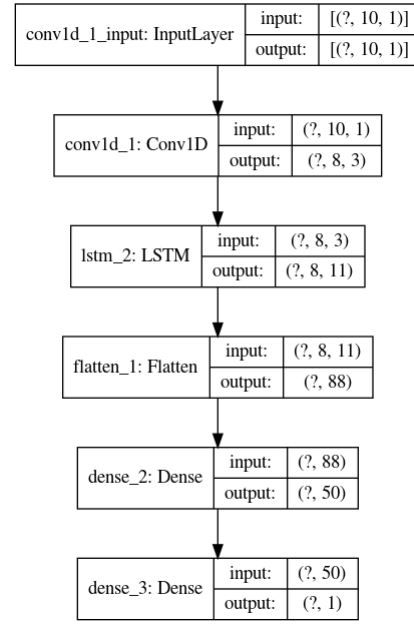 conv1d_1_input: InputLayer
input: [(?, 10, 1)]
output: [(?, 10, 1)]
conv1d_1: Conv1D
input: (?, 10, 1)
output: (?, 8, 3)
lstm_2: LSTM
input: (?, 8, 3)
output: (?, 8, 11)
flatten_1: Flatten
input: (?, 8, 11)
output: (?, 88)
dense_2: Dense
input: (?, 88)
output: (?, 50)
dense_3: Dense
input: (?, 50)
output: (?, 1)